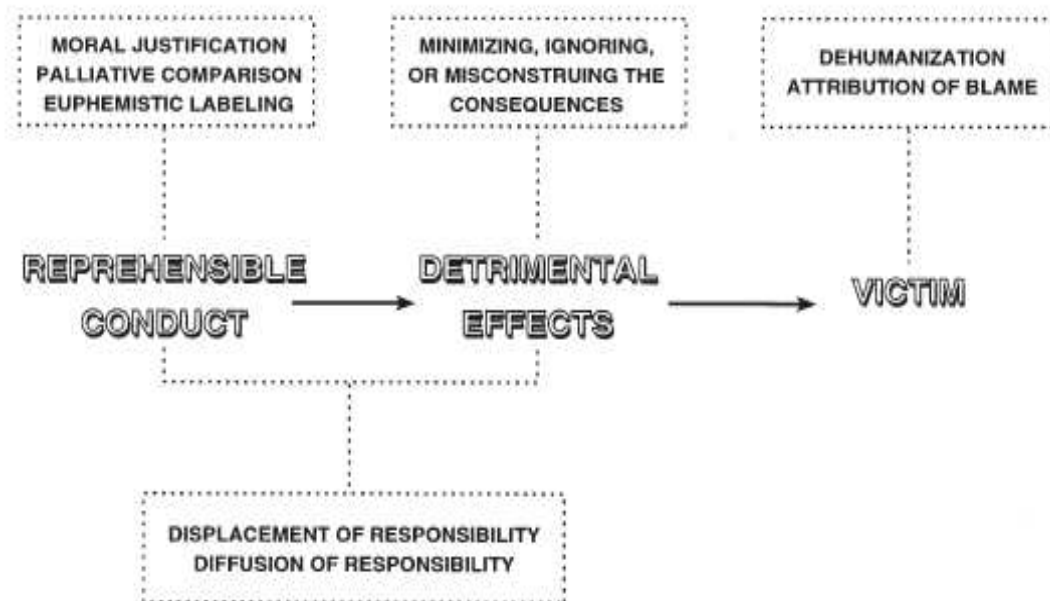 MORAL JUSTIFICATION
PALLIATIVE COMPARISON
EUPHEMISTIC LABELING
MINIMIZING, IGNORING,
OR MISCONSTRUING THE
CONSEQUENCES
DEHUMANIZATION
ATTRIBUTION OF BLAME
REPREHENSIBLE
CONDUCT
DETRIMENTAL
EFFECTS
VICTIM
DISPLACEMENT OF RESPONSIBILITY
DIFFUSION OF RESPONSIBILITY